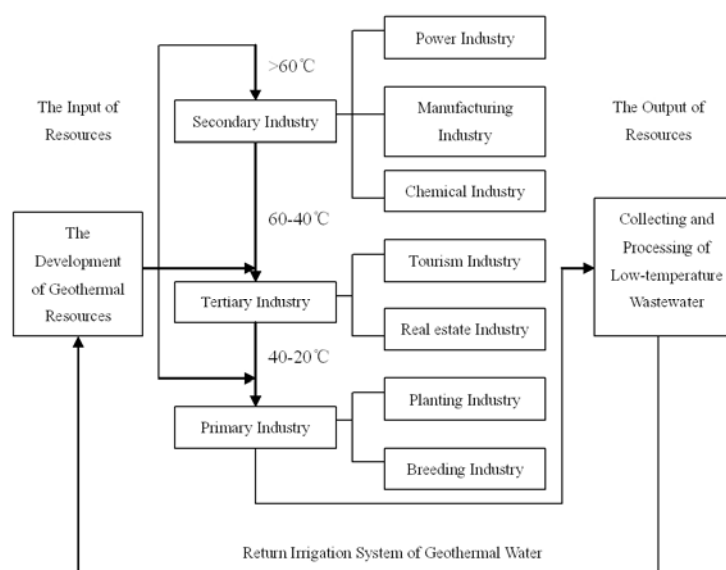 Power Industry
>60℃
The Input of
Resources
Secondary Industry
Manufacturing
Industry
The Output of
Resources
Chemical Industry
60-40℃
The
Development
of Geothermal
Resources
Tourism Industry
Collecting and
Processing of
Low-temperature
Wastewater
Tertiary Industry
Real estate Industry
40-20℃
Planting Industry
Primary Industry
Breeding Industry
Return Irrigation System of Geothermal Water